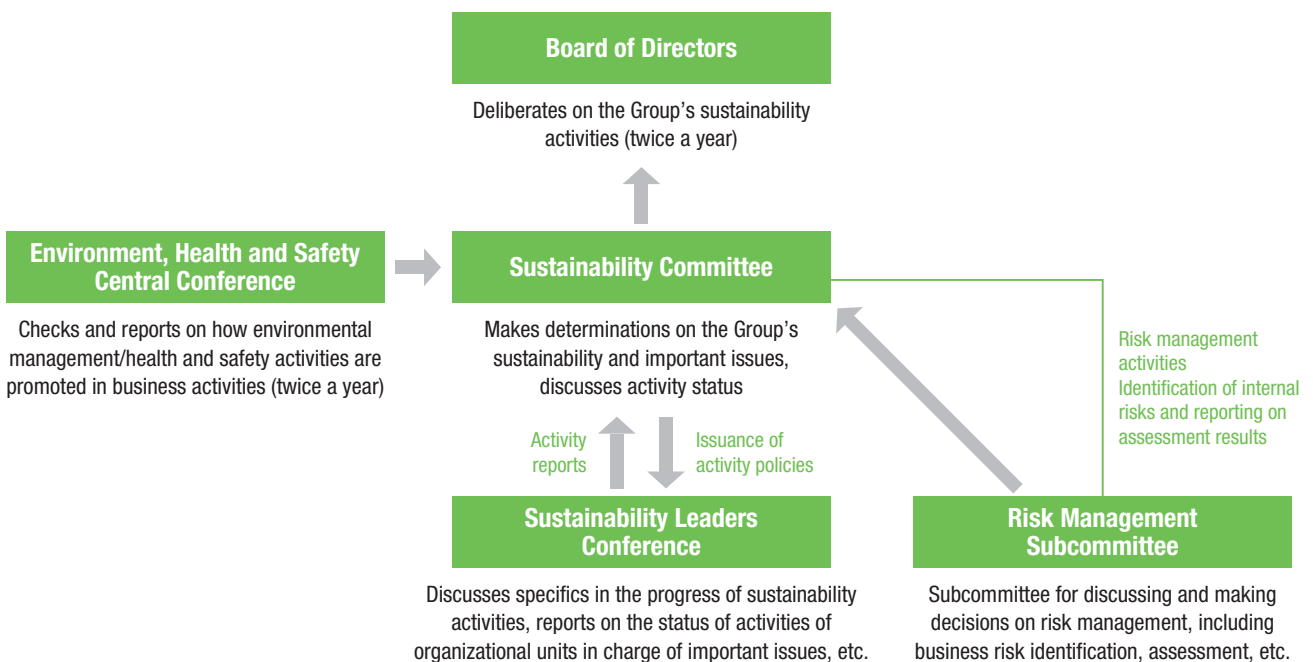 Board of Directors
Deliberates on the Group’s sustainability
activities (twice a year)
Environment, Health and Safety
Central Conference
Checks and reports on how environmental
management/health and safety activities are
promoted in business activities (twice a year)
Sustainability Committee
Makes determinations on the Group’s
sustainability and important issues,
discusses activity status
Risk management
activities
Identification of internal
risks and reporting on
assessment results
Activity
reports
Issuance of
activity policies
Sustainability Leaders
Conference
Discusses specifics in the progress of sustainability
activities, reports on the status of activities of
organizational units in charge of important issues, etc.
Risk Management
Subcommittee
Subcommittee for discussing and making
decisions on risk management, including
business risk identification, assessment, etc.